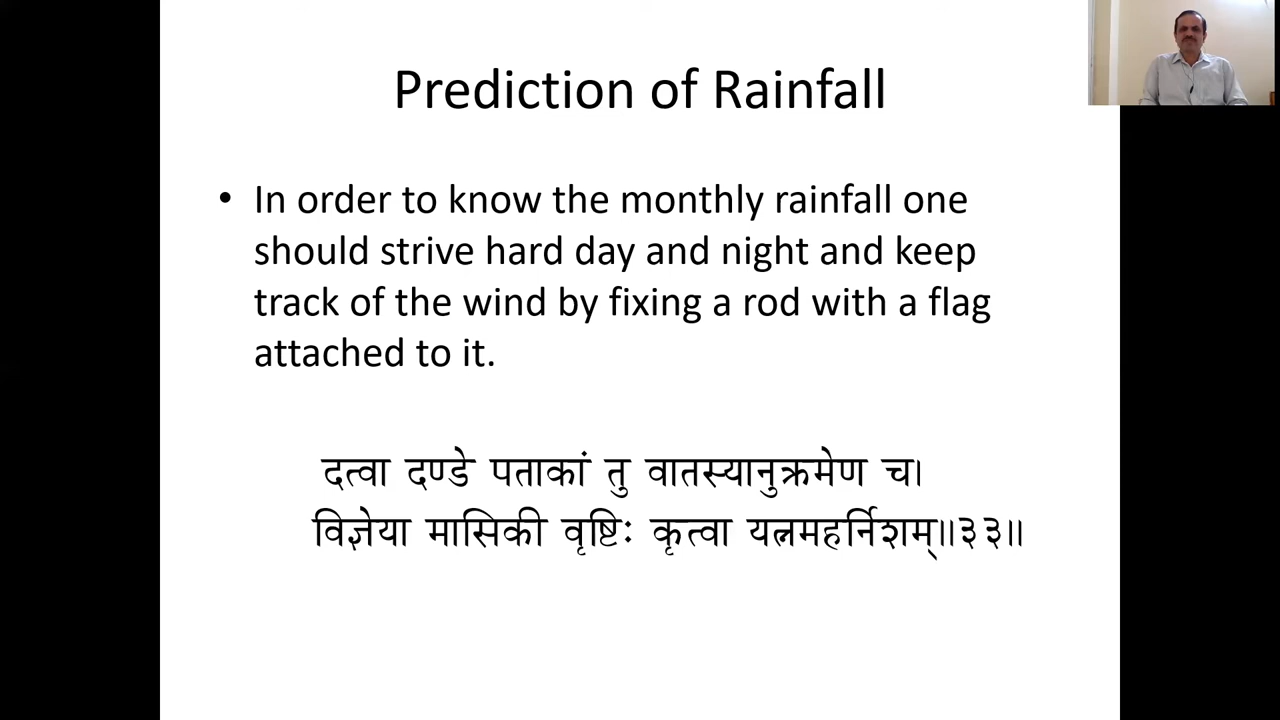 Prediction of Rainfall
• In order to know the monthly rainfall one
should strive hard day and night and keep
track of the wind by fixing a rod with a flag
attached to it.
दत्वा दण्डे पताकां तु वातस्यानुक्रमेण च।
विज्ञेया मासिकी वृष्टिः कृत्वा यत्नमहर्निशम्॥३३॥